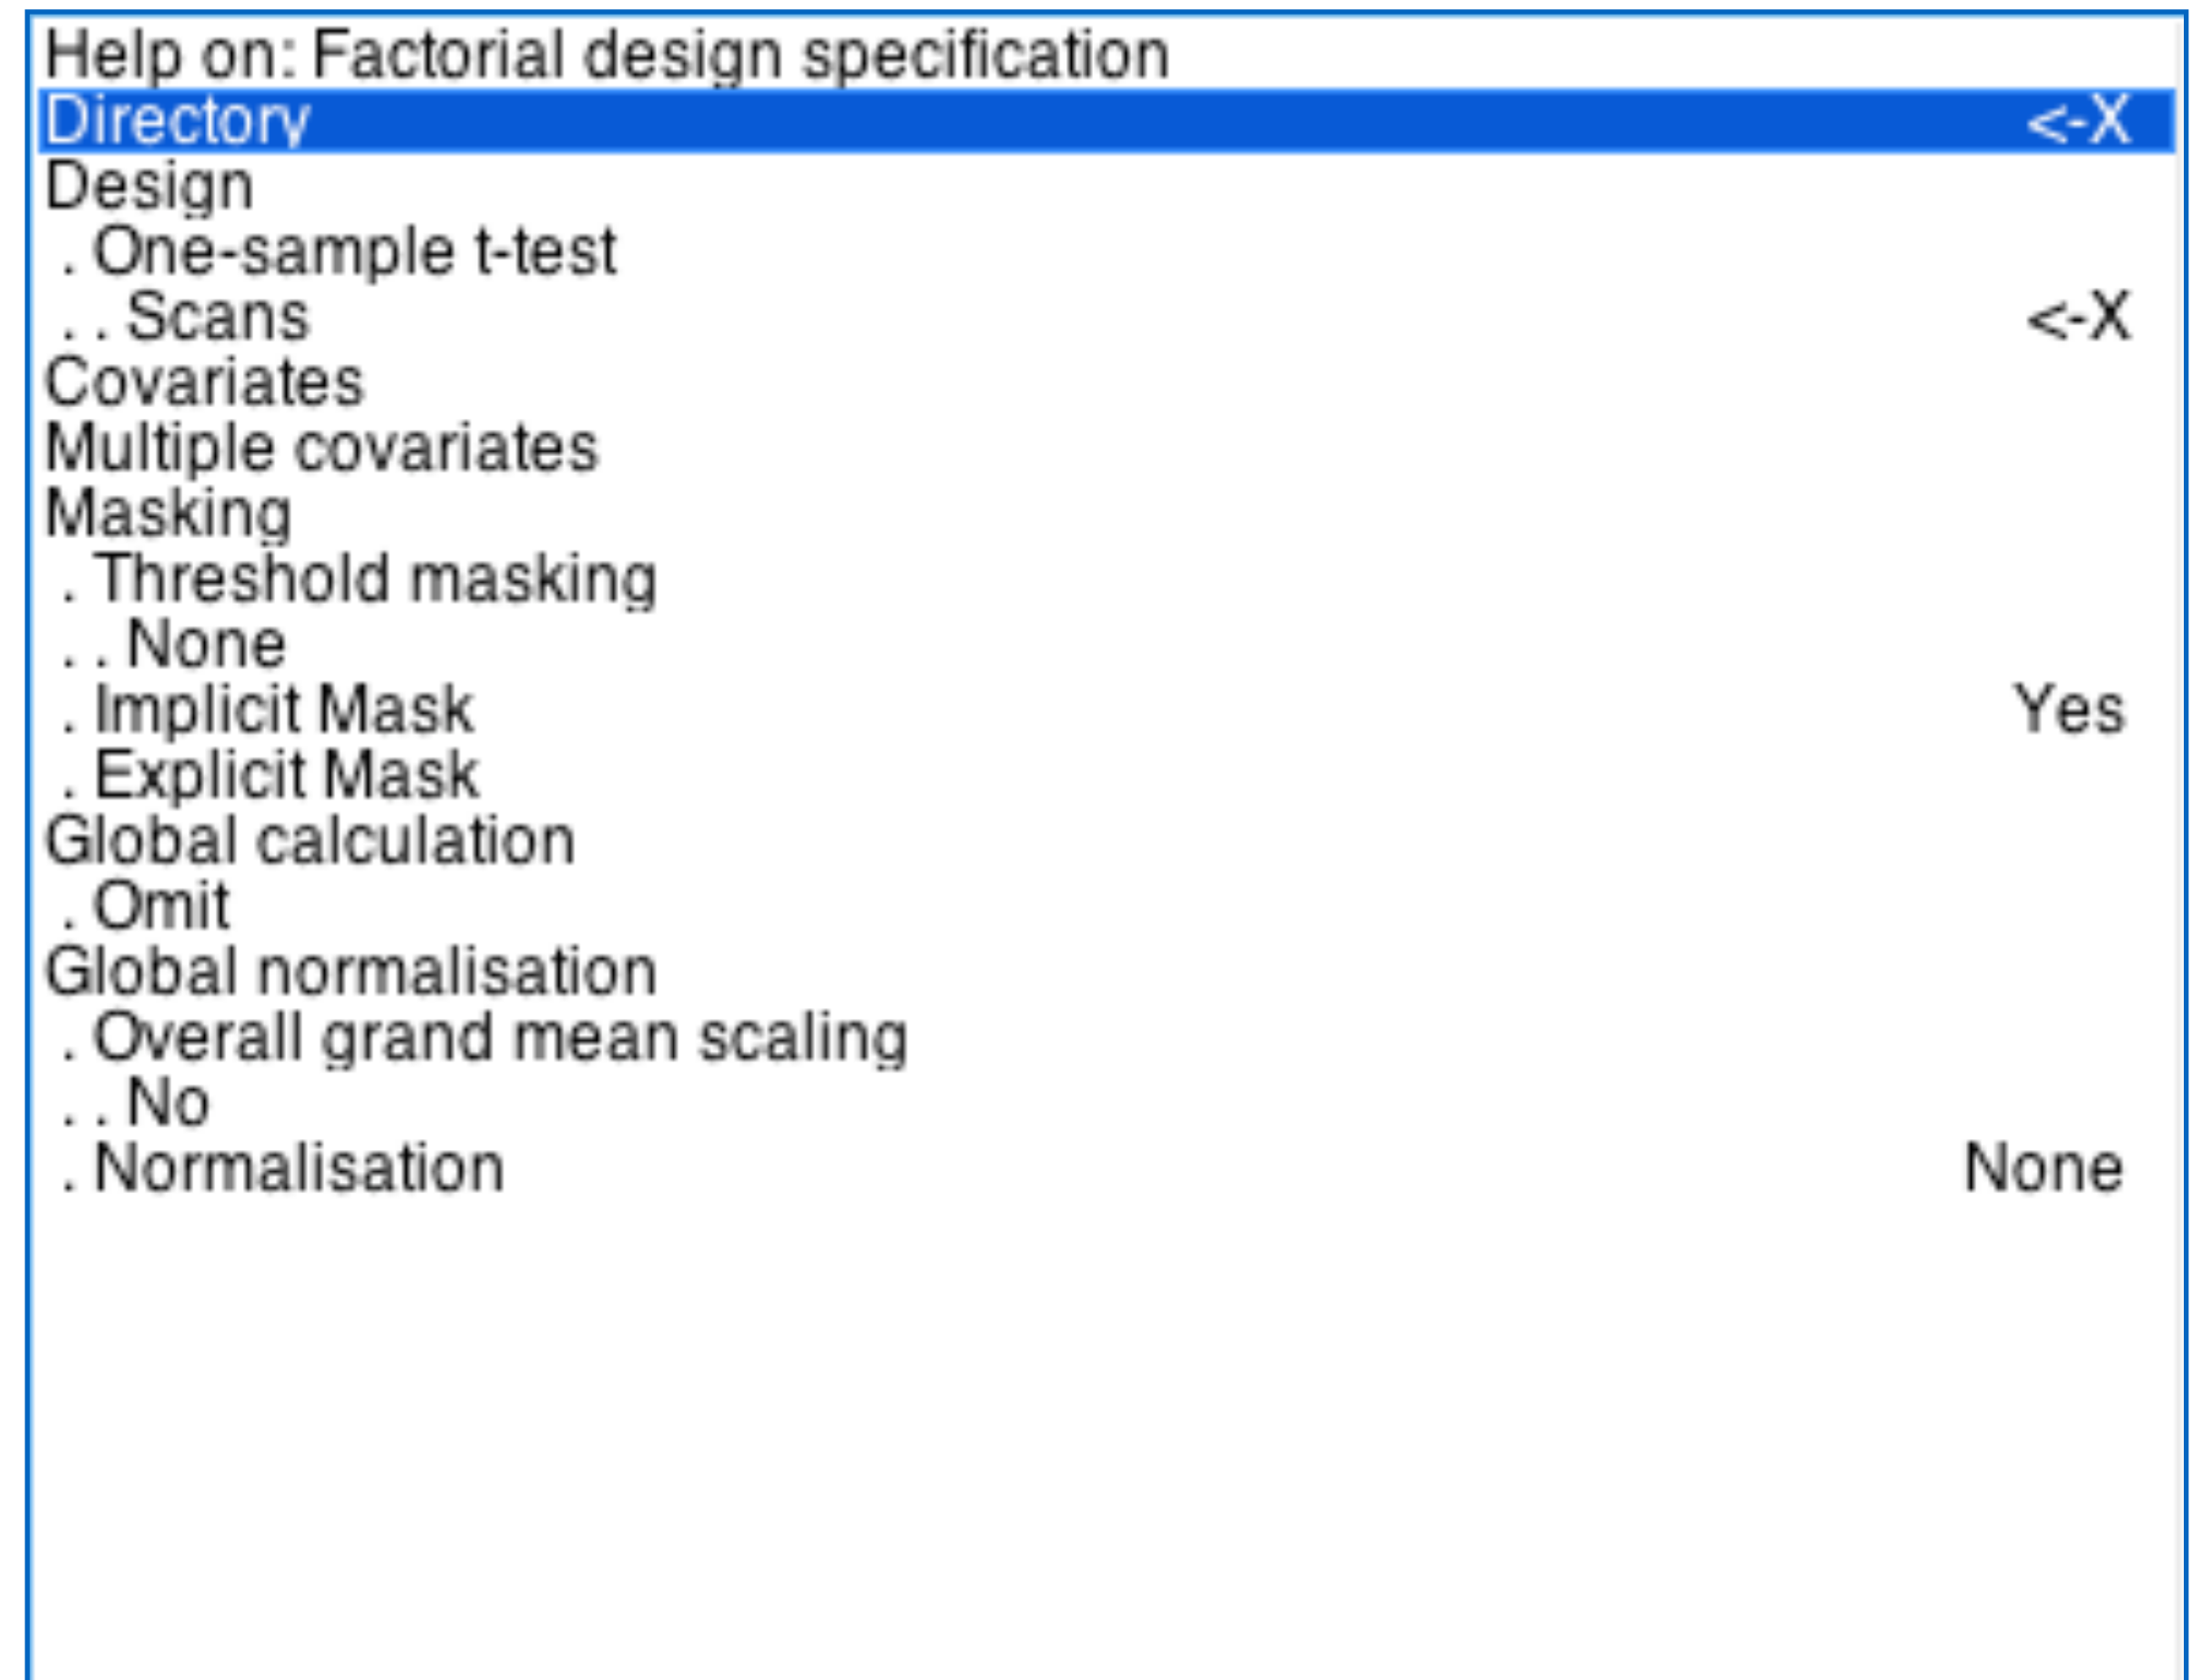 Help on: Factorial design specification
Directory <-X
Design
. One-sample t-test
. . Scans <-X
Covariates
Multiple covariates
Masking
. Threshold masking
. . None
. Implicit Mask Yes
. Explicit Mask
Global calculation
. Omit
Global normalisation
. Overall grand mean scaling
. . No
. Normalisation None